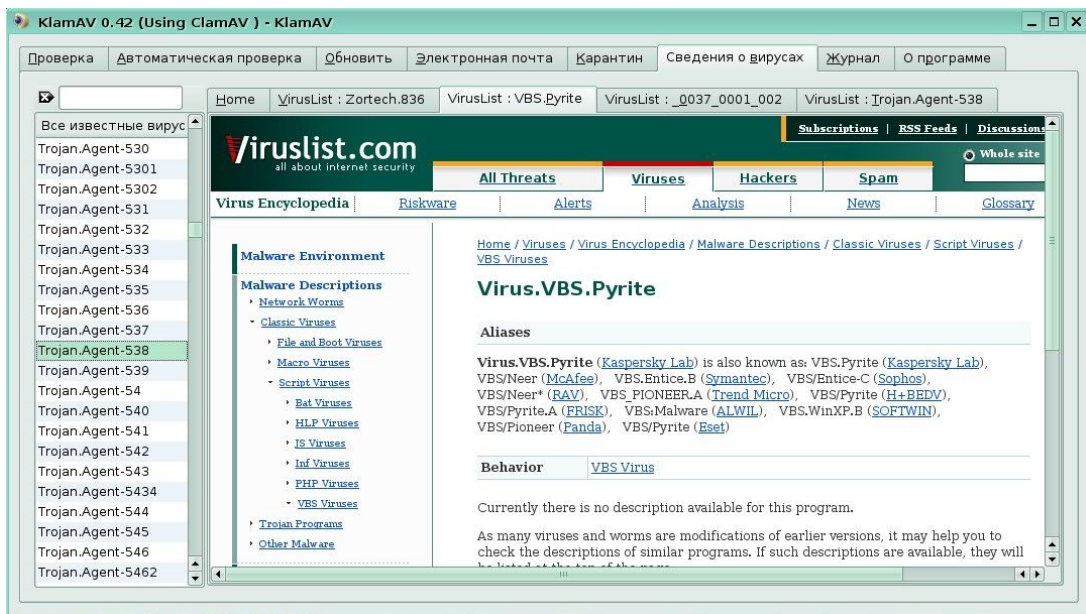 KlamAV 0.42 (Using ClamAV ) - KlamAV
Проверка Автоматическая проверка Обновить Электронная почта Карантин Сведения о вирусах Журнал О программе
Home VirusList : Zortech.836 VirusList : VBS.Pyrite VirusList : _0037_0001_002 VirusList : Trojan.Agent-538
Все известные вирус
Trojan.Agent-530
Trojan.Agent-5301
Trojan.Agent-5302
Trojan.Agent-531
Trojan.Agent-532
Trojan.Agent-533
Trojan.Agent-534
Trojan.Agent-535
Trojan.Agent-536
Trojan.Agent-537
Trojan.Agent-538
Trojan.Agent-539
Trojan.Agent-54
Trojan.Agent-540
Trojan.Agent-541
Trojan.Agent-542
Trojan.Agent-543
Trojan.Agent-5434
Trojan.Agent-544
Trojan.Agent-545
Trojan.Agent-546
Trojan.Agent-5462
Viruslist.com
all about internet security
Subscriptions | RSS Feeds | Discussions
Whole site
All Threats Viruses Hackers Spam
Virus Encyclopedia Riskware Alerts Analysis News Glossary
Malware Environment
Malware Descriptions
Network Worms
Classic Viruses
File and Boot Viruses
Macro Viruses
Script Viruses
Bat Viruses
HLP Viruses
JS Viruses
Inf Viruses
PHP Viruses
VBS Viruses
Trojan Programs
Other Malware
Home / Viruses / Virus Encyclopedia / Malware Descriptions / Classic Viruses / Script Viruses /
VBS Viruses
Virus.VBS.Pyrite
Aliases
Virus.VBS.Pyrite (Kaspersky Lab) is also known as: VBS.Pyrite (Kaspersky Lab),
VBS/Neer (McAfee), VBS.Entice.B (Symantec), VBS/Entice-C (Sophos),
VBS/Neer* (RAV), VBS_PIONEER.A (Trend Micro), VBS/Pyrite (H+BEDV),
VBS/Pyrite.A (FRISK), VBS:Malware (ALWIL), VBS.WinXP.B (SOFTWIN),
VBS/Pioneer (Panda), VBS/Pyrite (Eset)
Behavior VBS Virus
Currently there is no description available for this program.
As many viruses and worms are modifications of earlier versions, it may help you to
check the descriptions of similar programs. If such descriptions are available, they will